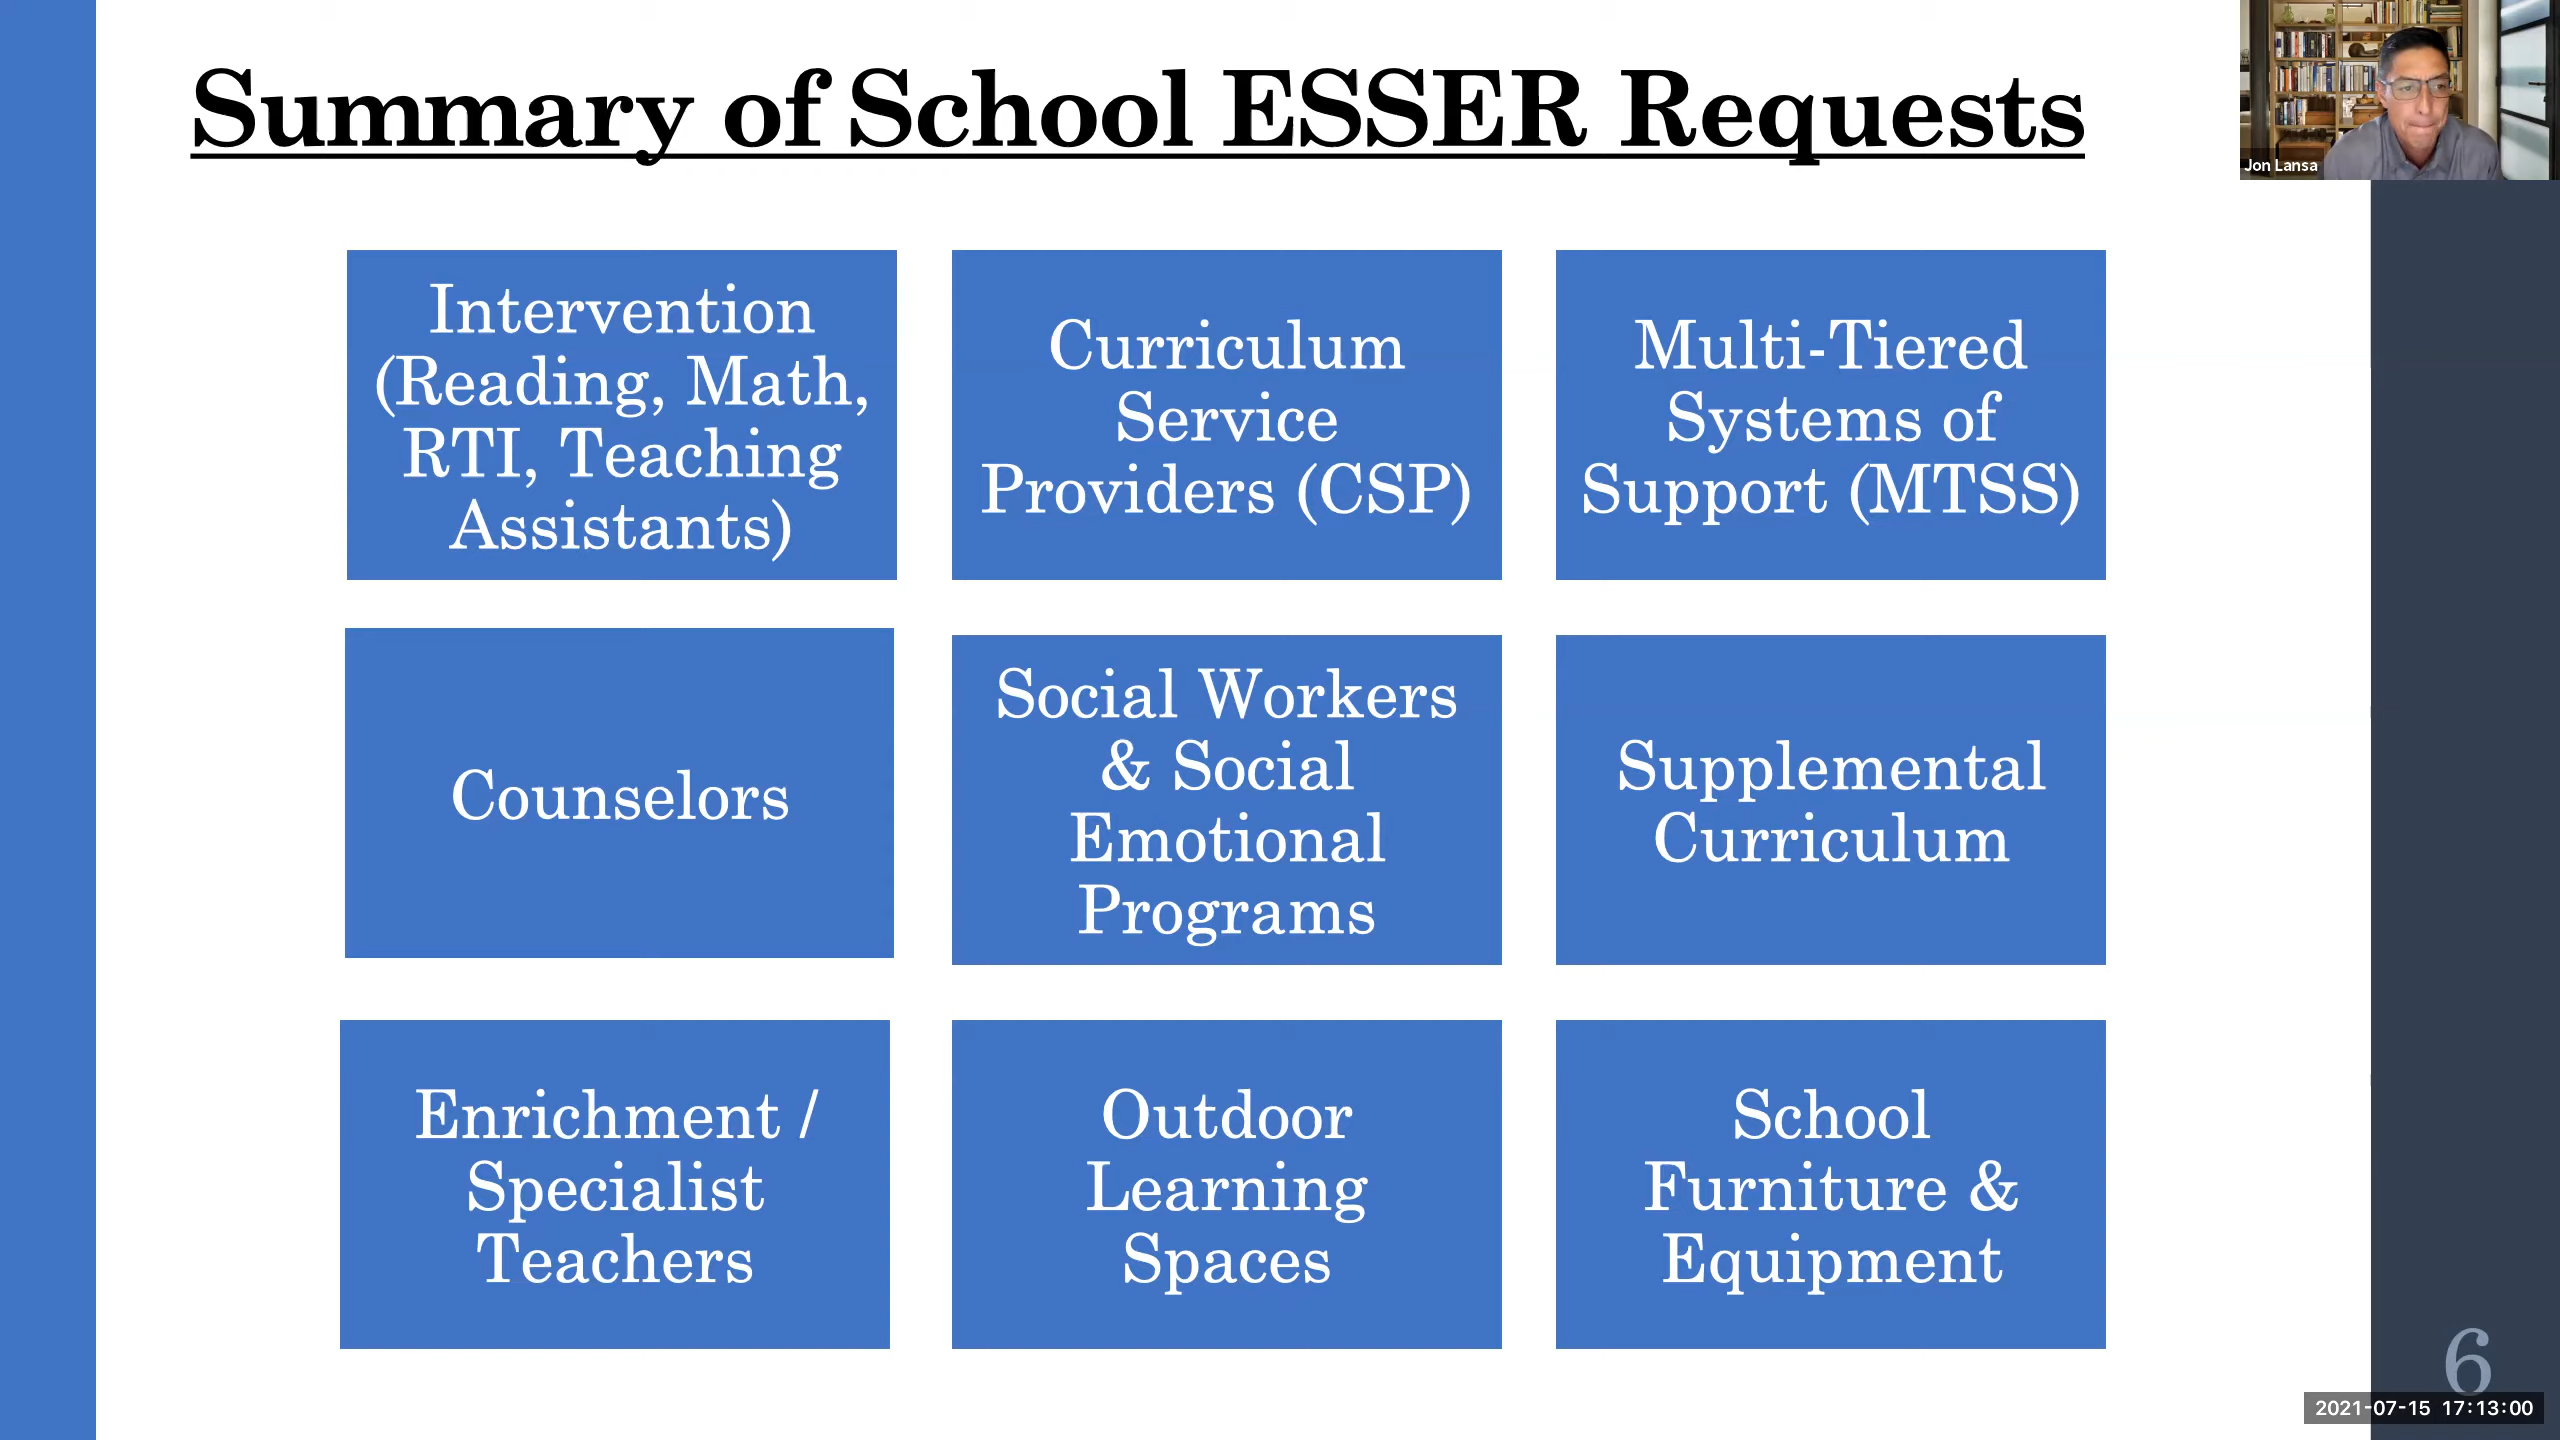 Summary of School ESSER Requests
Jon Lansa
Intervention
(Reading, Math,
RTI, Teaching
Assistants)
Curriculum
Service
Providers (CSP)
Multi-Tiered
Systems of
Support (MTSS)
Counselors
Social Workers
& Social
Emotional
Programs
Supplemental
Curriculum
Enrichment /
Specialist
Teachers
Outdoor
Learning
Spaces
School
Furniture &
Equipment
6
2021-07-15 17:13:00